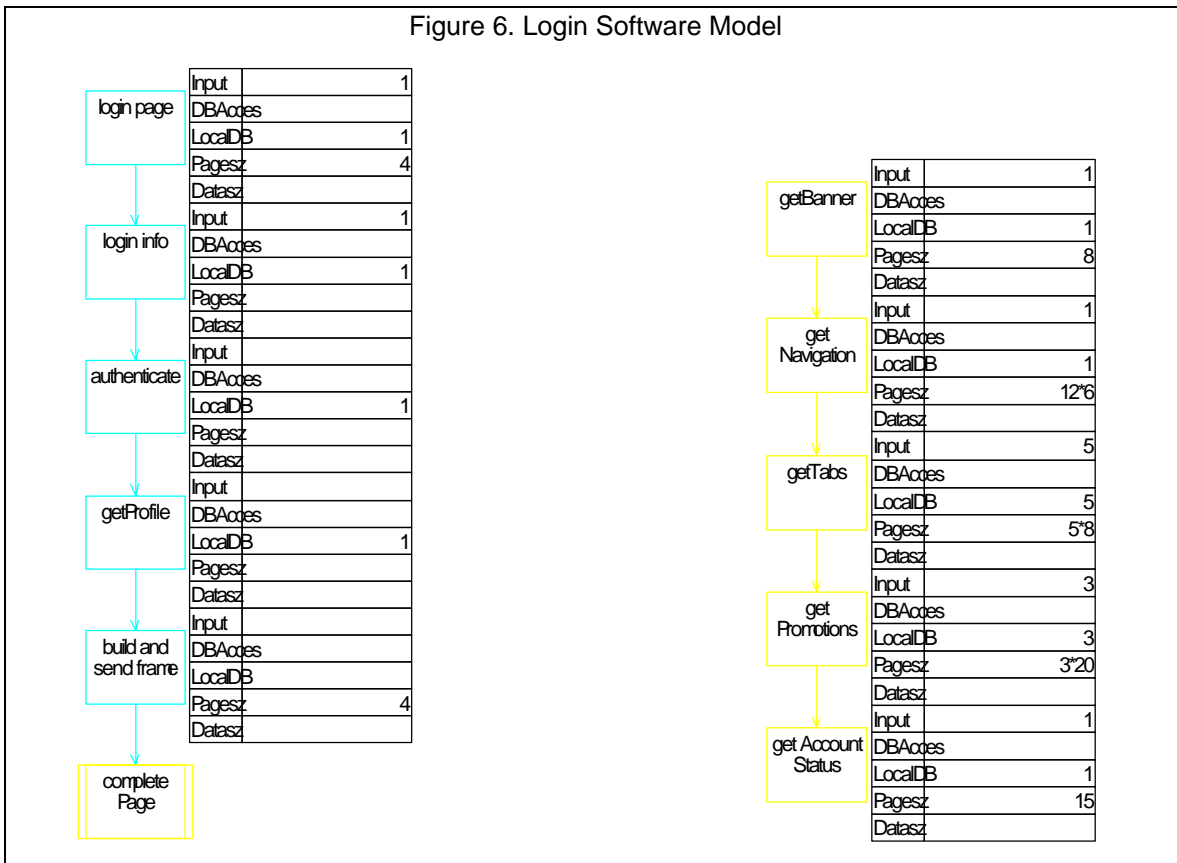 Figure 6. Login Software Model
login page
Input 1
DBAcces
LocalDB 1
Pagesz 4
Datasz
login info
Input 1
DBAcces
LocalDB 1
Pagesz
Datasz
authenticate
Input
DBAcces
LocalDB 1
Pagesz
Datasz
getProfile
Input
DBAcces
LocalDB 1
Pagesz
Datasz
build and
send frame
Input
DBAcces
LocalDB
Pagesz 4
Datasz
complete
Page
getBanner
Input 1
DBAcces
LocalDB 1
Pagesz 8
Datasz
get
Navigation
Input 1
DBAcces
LocalDB 1
Pagesz 12*6
Datasz
getTabs
Input 5
DBAcces
LocalDB 5
Pagesz 5*8
Datasz
get
Promotions
Input 3
DBAcces
LocalDB 3
Pagesz 3*20
Datasz
get Account
Status
Input 1
DBAcces
LocalDB 1
Pagesz 15
Datasz